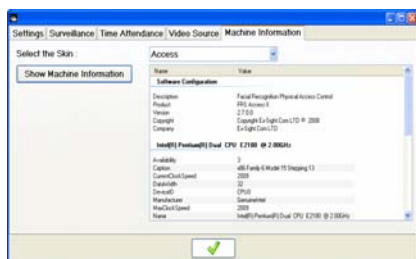 Settings Surveillance Time Attendance Video Source Machine Information
Select the Skin : Access
Show Machine Information
Name Value
Software Configuration
Description Facial Recognition Physical Access Control
Product FRS Access II
Version 2.7.0.0
Copyright Copyright Ex-Sight.Com LTD © 2008
Company Ex-Sight.Com LTD
Intel(R) Pentium(R) Dual CPU E2180 @ 2.00GHz
Availability 3
Caption x86 Family 6 Model 15 Stepping 13
CurrentClockSpeed 2009
DataWidth 32
DeviceID CPU0
Manufacturer GenuineIntel
MaxClockSpeed 2009
Name Intel(R) Pentium(R) Dual CPU E2180 @ 2.00GHz